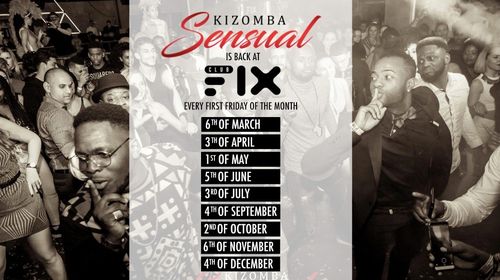 KIZOMBA
Sensual
IS BACK AT
CLUB
FIX
EVERY FIRST FRIDAY OF THE MONTH
6TH OF MARCH
3TH OF APRIL
1ST OF MAY
5TH OF JUNE
3RD OF JULY
4TH OF SEPTEMBER
2ND OF OCTOBER
6TH OF NOVEMBER
4TH OF DECEMBER
KIZOMBA